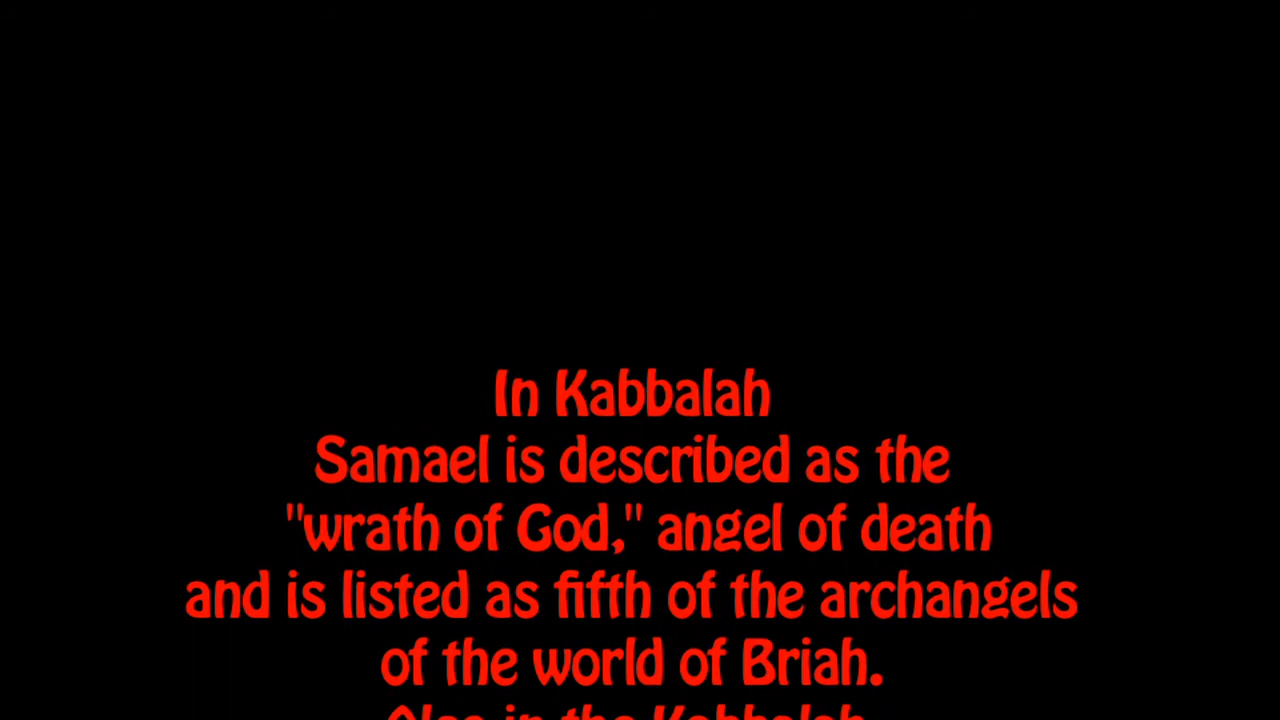 In Kabbalah
Samael is described as the
"wrath of God," angel of death
and is listed as fifth of the archangels
of the world of Briah.
Also in the Kabbalah